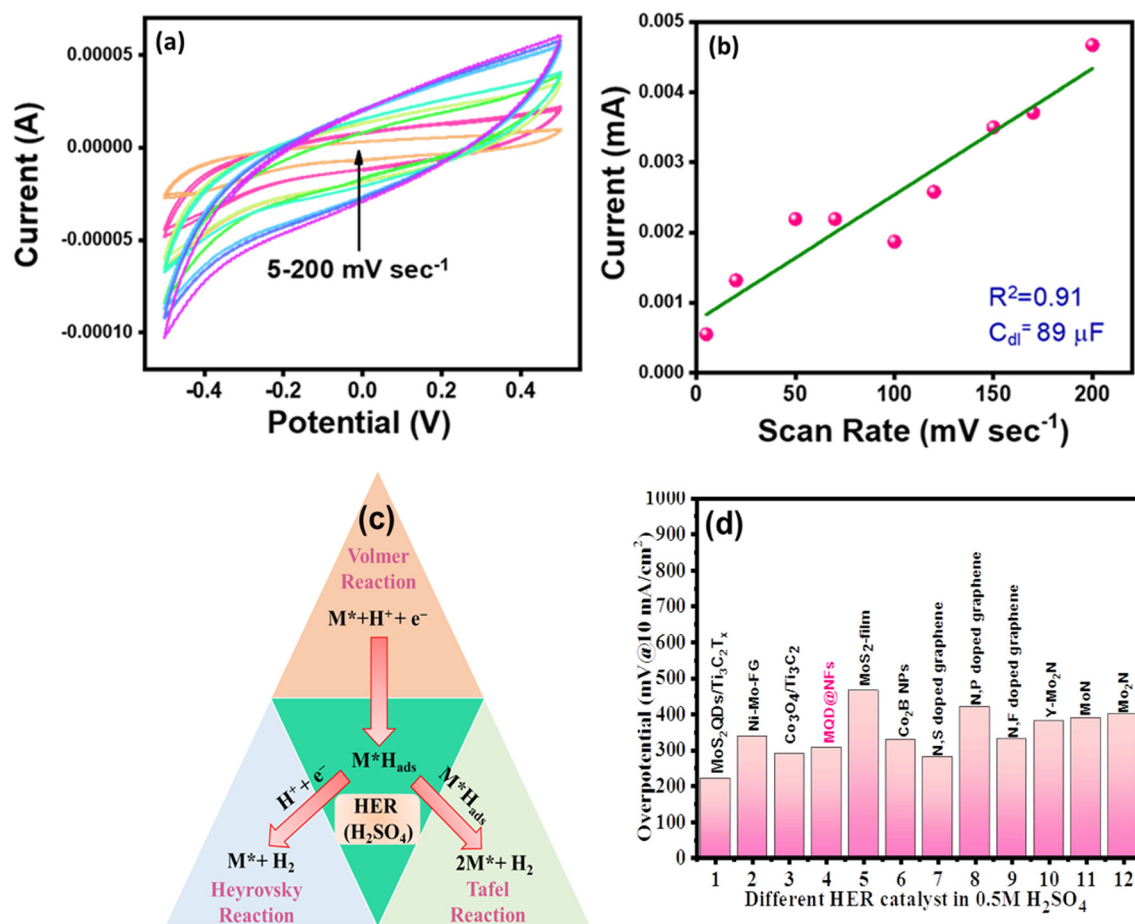 (a)
0.00005
0.00000
-0.00005
-0.00010
Current (A)
5-200 mV sec⁻¹
-0.4 -0.2 0.0 0.2 0.4
Potential (V)
(b)
0.005
0.004
0.003
0.002
0.001
0.000
Current (mA)
R²=0.91
C_dl= 89 µF
0 50 100 150 200
Scan Rate (mV sec⁻¹)
(c)
Volmer
Reaction
M*+H⁺+ e⁻
M*H_ads
H⁺+ e⁻
M*H_ads
HER
(H₂SO₄)
M*+ H₂
2M*+ H₂
Heyrovsky
Reaction
Tafel
Reaction
(d)
1000
900
800
700
600
500
400
300
200
100
0
Overpotential (mV@10 mA/cm²)
MoS₂QDs/Ti₃C₂Tₓ
Ni-Mo-FG
Co₃O₄/Ti₃C₂
MQD@NFs
MoS₂-film
Co₂B NPs
N,S doped graphene
N,P doped graphene
N,F doped graphene
Y-Mo₂N
MoN
Mo₂N
1 2 3 4 5 6 7 8 9 10 11 12
Different HER catalyst in 0.5M H₂SO₄